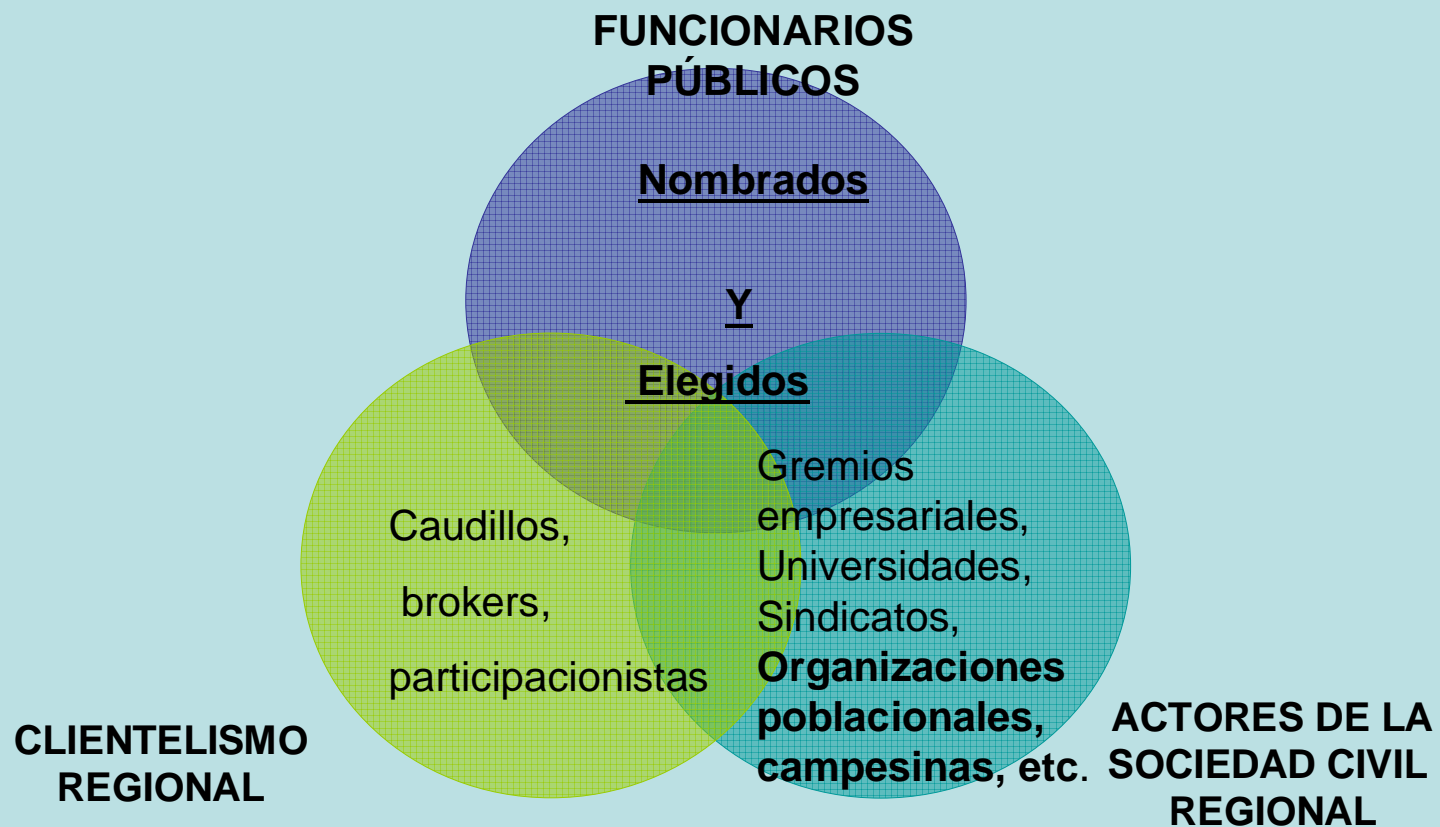 FUNCIONARIOS
PÚBLICOS
Nombrados
Y
Elegidos
Caudillos,
brokers,
participacionistas
Gremios
empresariales,
Universidades,
Sindicatos,
Organizaciones
poblacionales,
campesinas, etc.
CLIENTELISMO
REGIONAL
ACTORES DE LA
SOCIEDAD CIVIL
REGIONAL